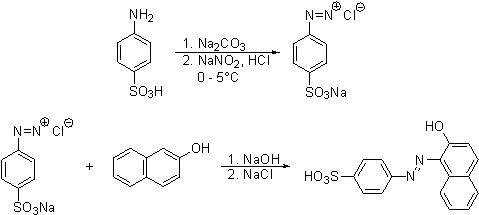 NH₂
N=N⊕ Cl⊖
1. Na₂CO₃
2. NaNO₂, HCl
0 - 5°C
SO₃H
SO₃Na
N=N⊕ Cl⊖
OH
+
1. NaOH
2. NaCl
HO
HO₃S
N=N
SO₃Na